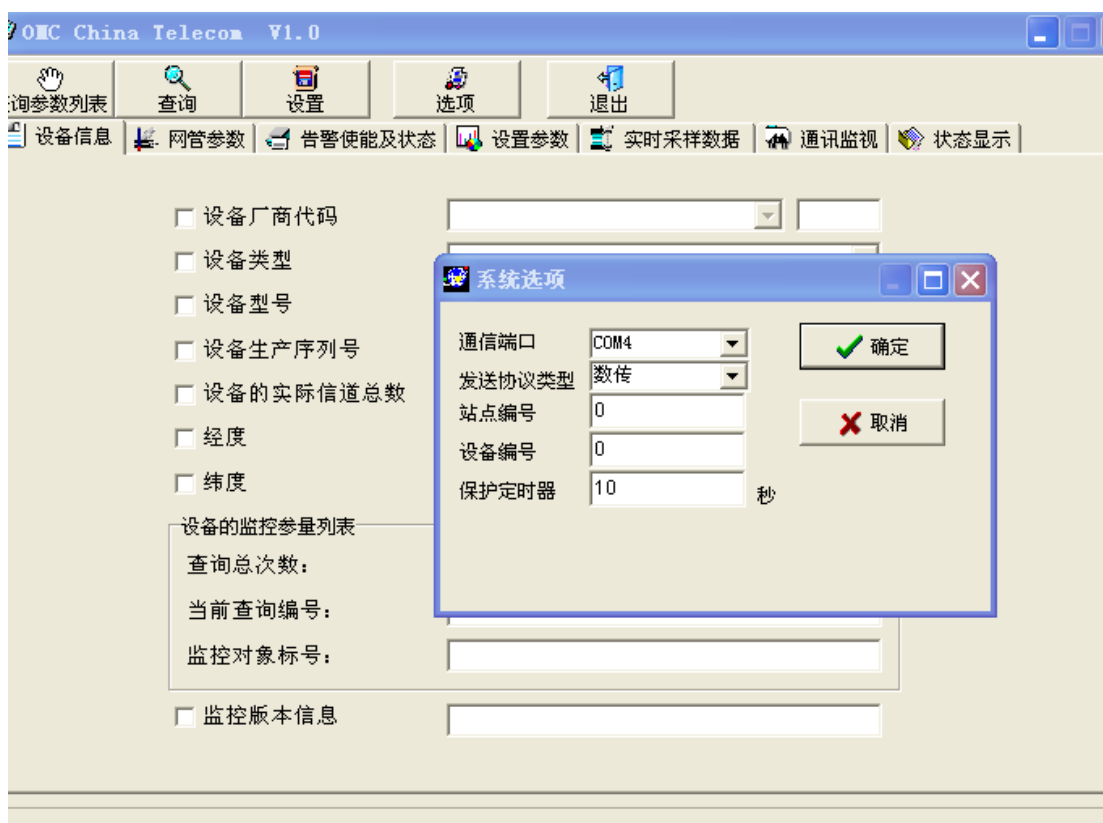 OMC China Telecom V1.0
询参数列表 查询 设置 选项 退出
设备信息 网管参数 告警使能及状态 设置参数 实时采样数据 通讯监视 状态显示
设备厂商代码
设备类型
设备型号
设备生产序列号
设备的实际信道总数
经度
纬度
设备的监控参量列表
查询总次数：
当前查询编号：
监控对象标号：
监控版本信息
系统选项
通信端口 COM4 确定
发送协议类型 数传
站点编号 0 取消
设备编号 0
保护定时器 10 秒